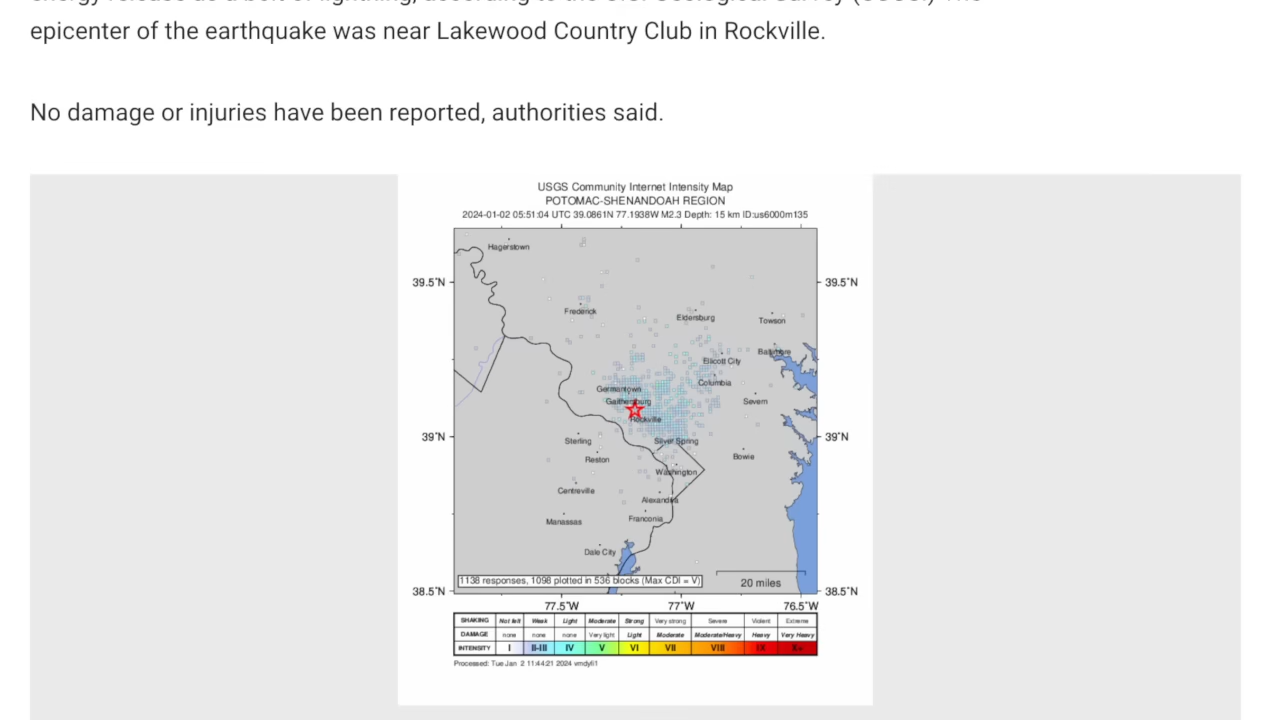 epicenter of the earthquake was near Lakewood Country Club in Rockville.
No damage or injuries have been reported, authorities said.
USGS Community Internet Intensity Map
POTOMAC-SHENANDOAH REGION
2024-01-02 05:51:04 UTC 39.0861N 77.1938W M2.3 Depth: 15 km ID:us6000m135
Hagerstown
39.5°N 39.5°N
Frederick
Eldersburg
Towson
Baltimore
Ellicott City
Columbia
Germantown
Gaithersburg
Severn
Rockville
39°N 39°N
Sterling
Silver Spring
Reston
Bowie
Washington
Centreville
Alexandria
Manassas
Franconia
Dale City
1138 responses, 1098 plotted in 536 blocks (Max CDI = V)
20 miles
38.5°N 38.5°N
77.5°W 77°W 76.5°W
SHAKING Not felt Weak Light Moderate Strong Very strong Severe Violent Extreme
DAMAGE none none none Very light Light Moderate Moderate/Heavy Heavy Very Heavy
INTENSITY I II-III IV V VI VII VIII IX X+
Processed: Tue Jan 2 11:44:21 2024 vmdyfi1